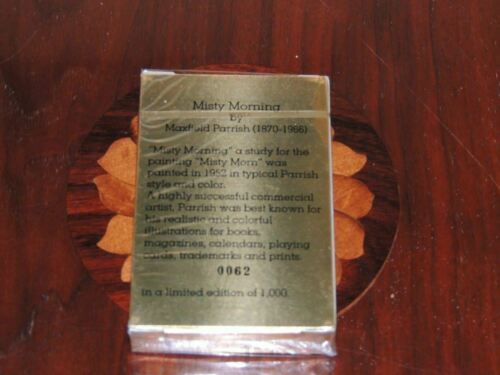 Misty Morning
by
Maxfield Parrish (1870-1966)
"Misty Morning" a study for the
painting "Misty Morn" was
painted in 1952 in typical Parrish
style and color.
A highly successful commercial
artist, Parrish was best known for
his realistic and colorful
illustrations for books,
magazines, calendars, playing
cards, trademarks and prints.
0062
in a limited edition of 1,000.